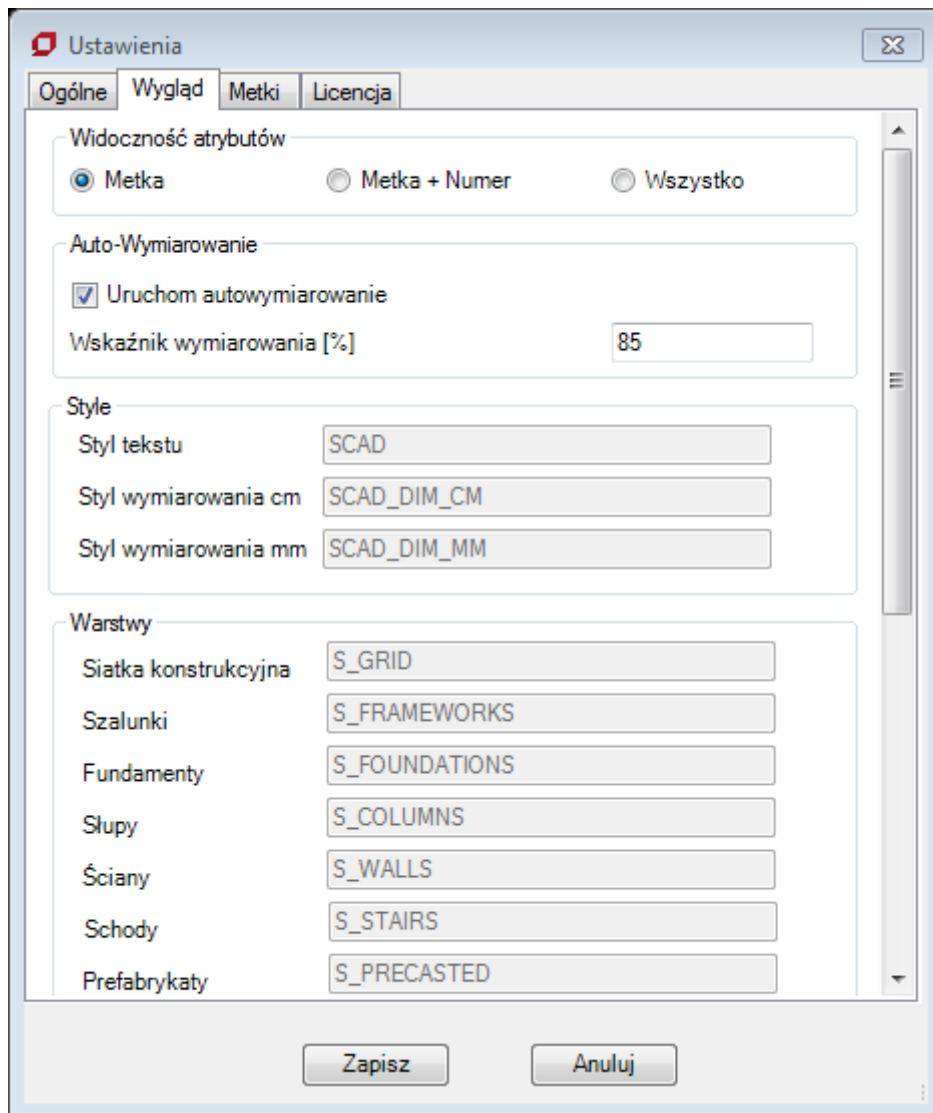 Ustawienia
Ogólne Wygląd Metki Licencja
Widoczność atrybutów
Metka Metka + Numer Wszystko
Auto-Wymiarowanie
Uruchom autowymiarowanie
Wskaźnik wymiarowania [%] 85
Style
Styl tekstu SCAD
Styl wymiarowania cm SCAD_DIM_CM
Styl wymiarowania mm SCAD_DIM_MM
Warstwy
Siatka konstrukcyjna S_GRID
Szalunki S_FRAMEWORKS
Fundamenty S_FOUNDATIONS
Słupy S_COLUMNS
Ściany S_WALLS
Schody S_STAIRS
Prefabrykaty S_PRECASTED
Zapisz Anuluj